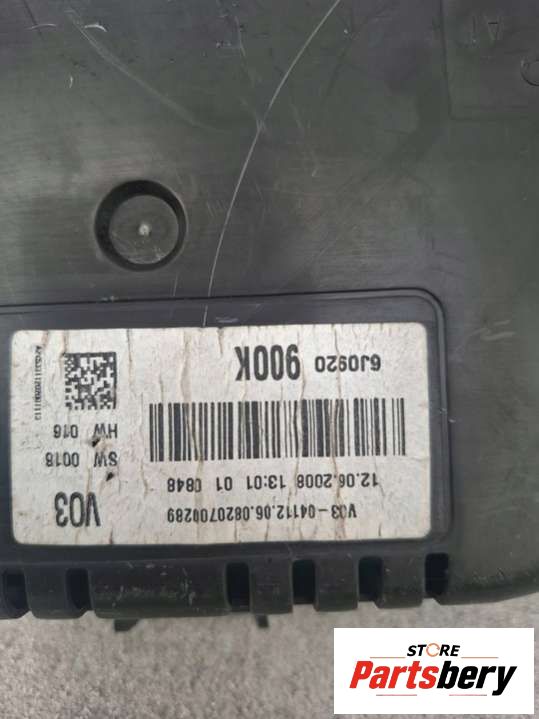 6J0920 900K
12.06.2008 13:01 01 0848
V03-04112.06.0820700289
HW 016
SW 0018
V03
STORE
Partsbery